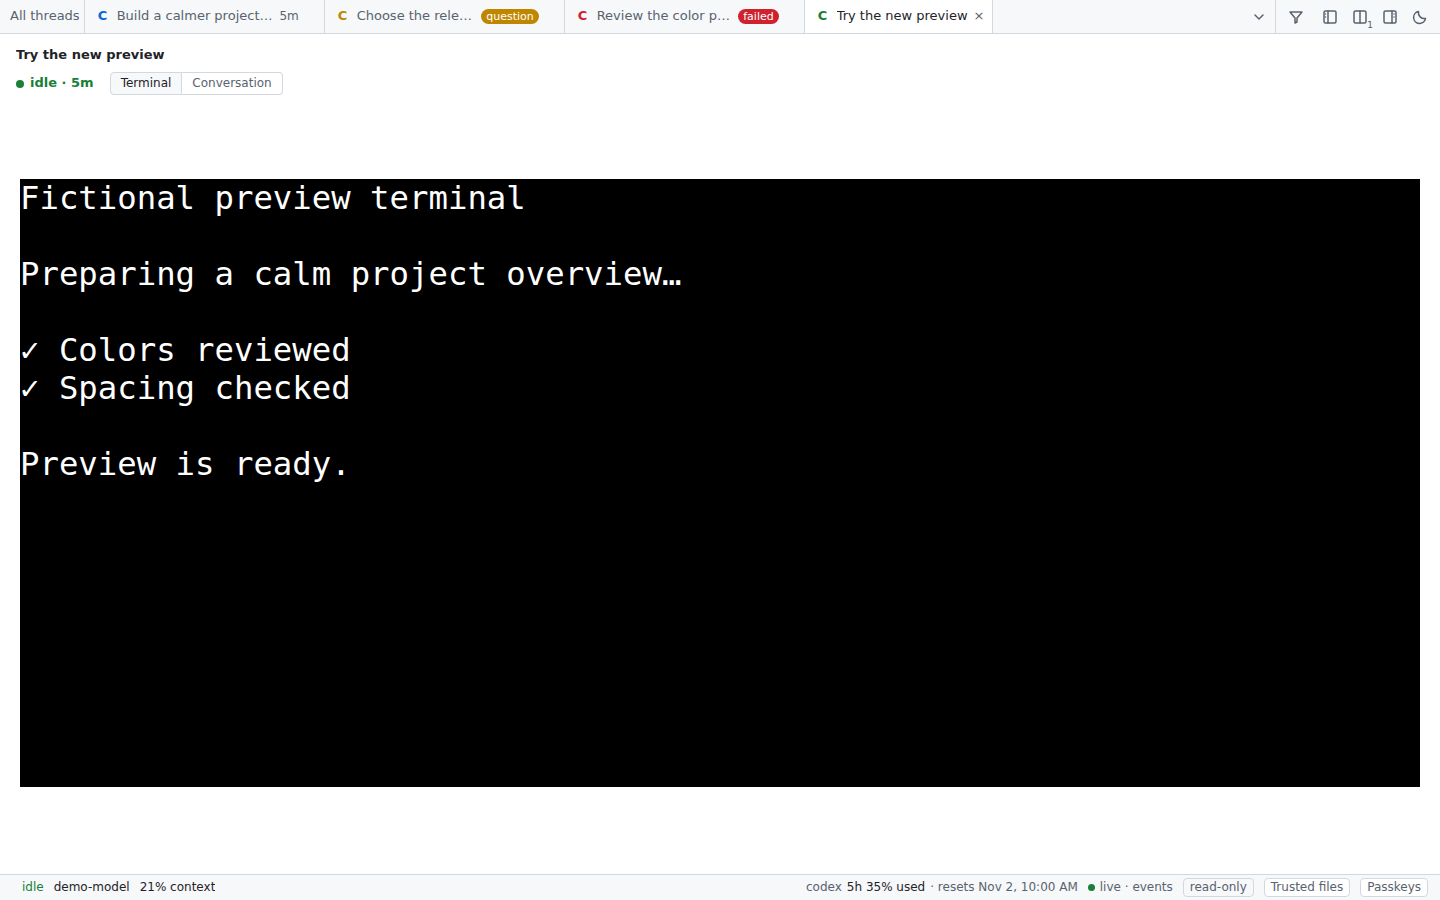 All threads C Build a calmer project… 5m C Choose the rele… question C Review the color p… failed C Try the new preview ×
1
Try the new preview
idle · 5m Terminal Conversation
Fictional preview terminal
Preparing a calm project overview…
✓ Colors reviewed
✓ Spacing checked
Preview is ready.
idle demo-model 21% context codex 5h 35% used · resets Nov 2, 10:00 AM live · events read-only Trusted files Passkeys